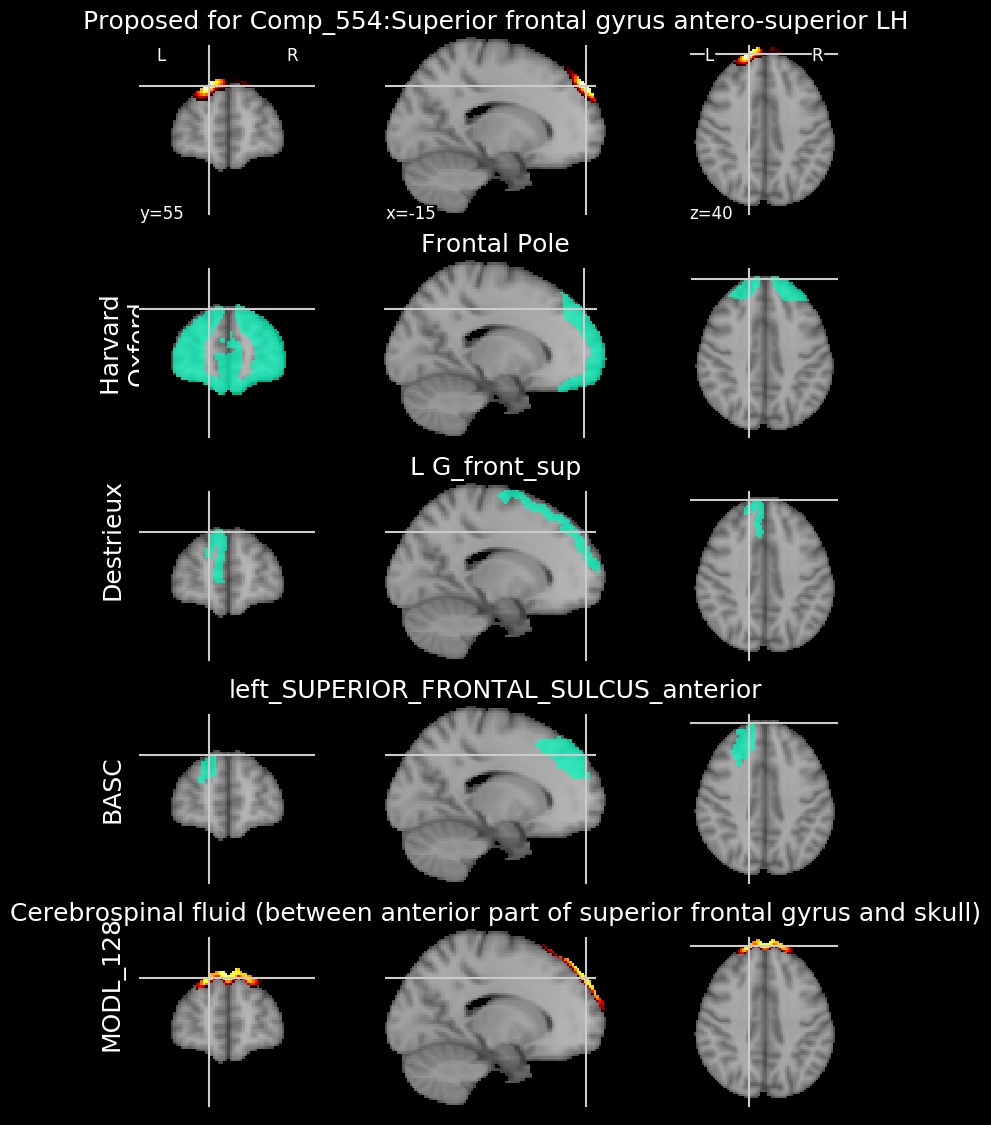 Proposed for Comp_554:Superior frontal gyrus antero-superior LH
L R
L R
y=55
x=-15
z=40
Frontal Pole
Harvard
Oxford
L G_front_sup
Destrieux
left_SUPERIOR_FRONTAL_SULCUS_anterior
BASC
Cerebrospinal fluid (between anterior part of superior frontal gyrus and skull)
MODL_128